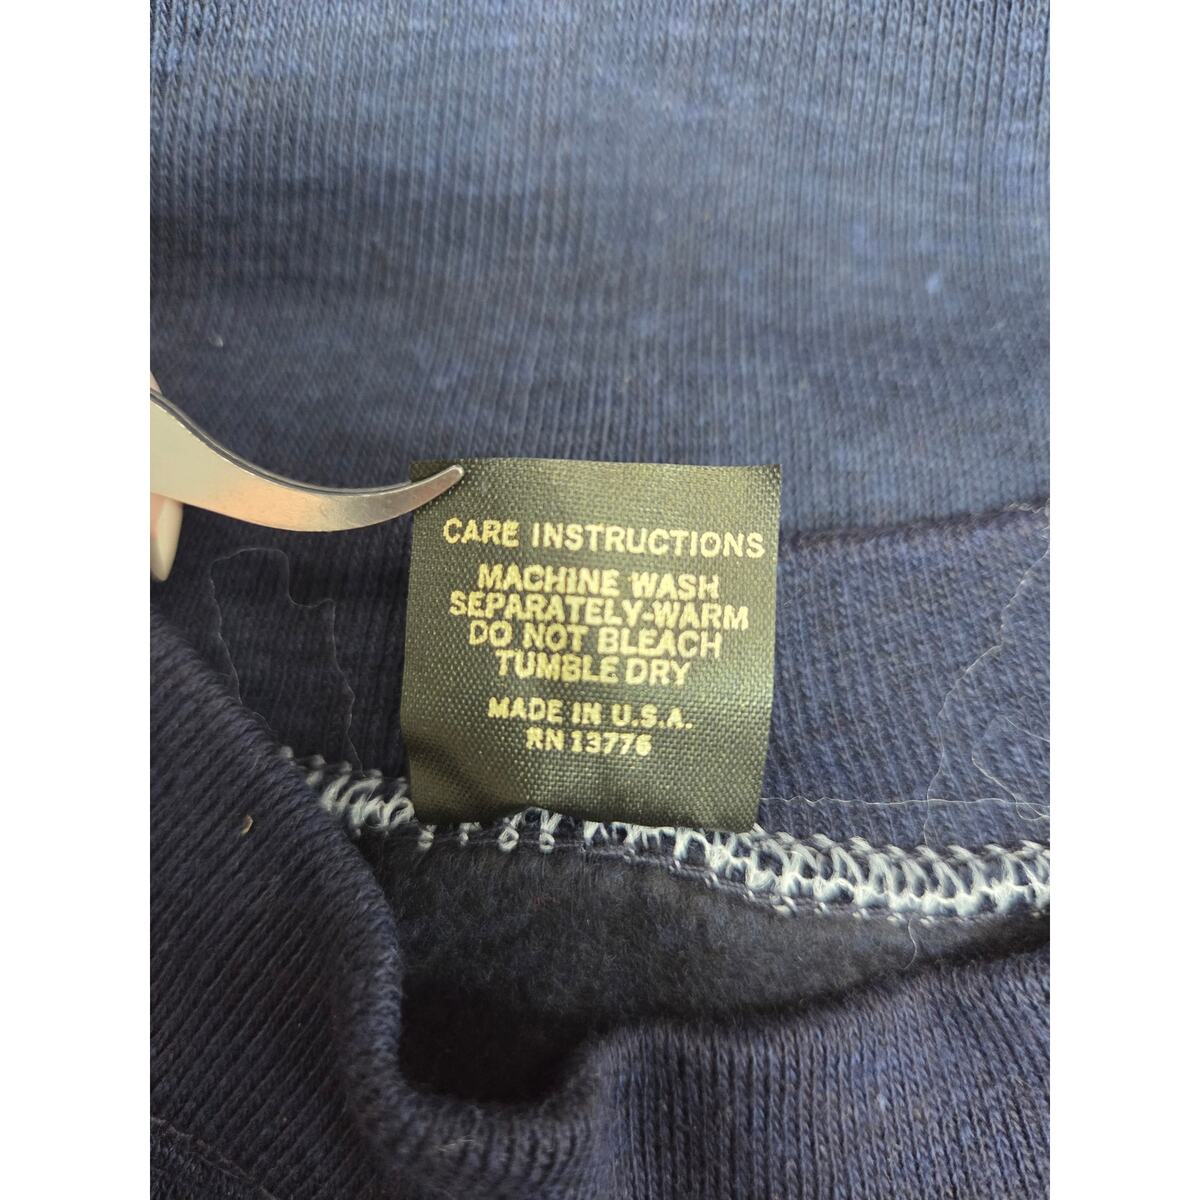 CARE INSTRUCTIONS
MACHINE WASH
SEPARATELY-WARM
DO NOT BLEACH
TUMBLE DRY
MADE IN U.S.A.
RN 13776